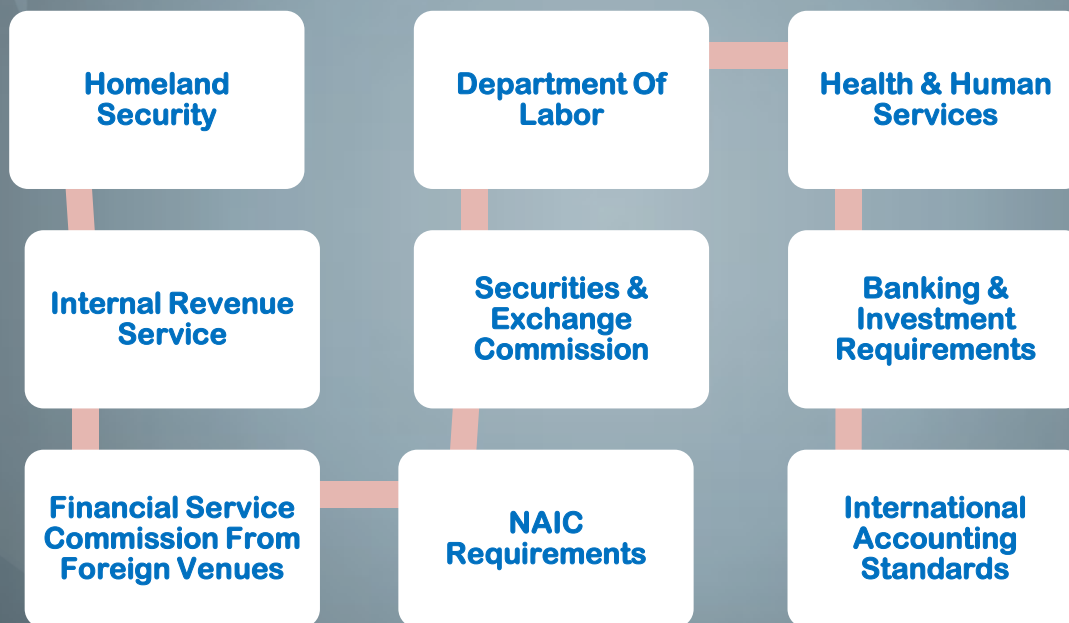 Homeland
Security
Internal Revenue
Service
Financial Service
Commission From
Foreign Venues
NAIC
Requirements
Securities &
Exchange
Commission
Department Of
Labor
Health & Human
Services
Banking &
Investment
Requirements
International
Accounting
Standards